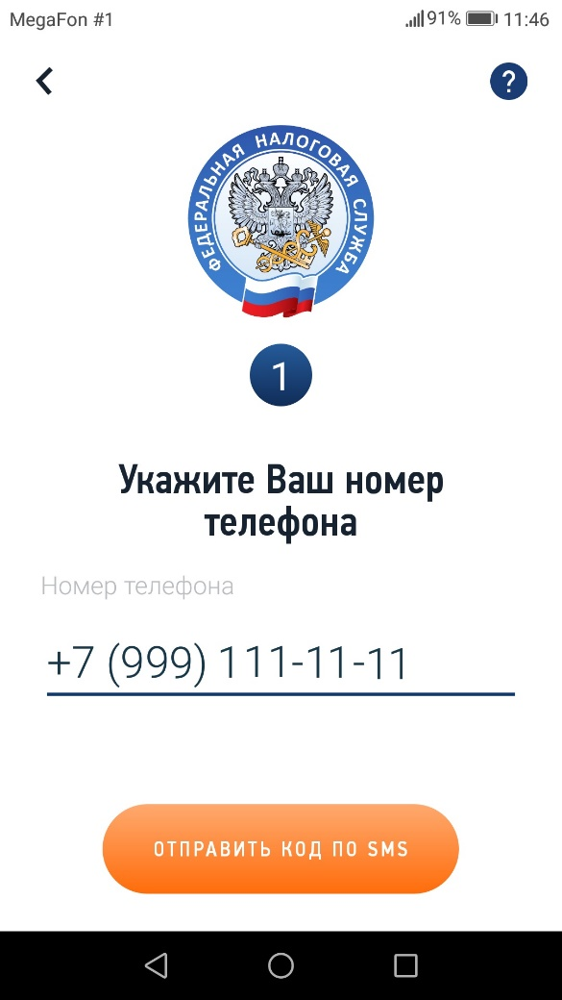 MegaFon #1
91%
11:46
?
ФЕДЕРАЛЬНАЯ НАЛОГОВАЯ СЛУЖБА
1
Укажите Ваш номер
телефона
Номер телефона
+7 (999) 111-11-11
ОТПРАВИТЬ КОД ПО SMS